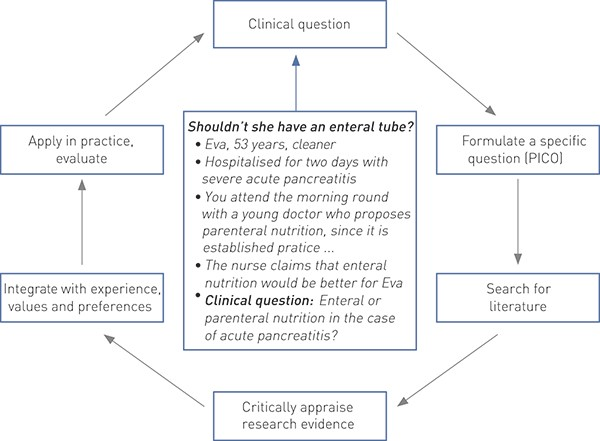 Clinical question
Shouldn't she have an enteral tube?
• Eva, 53 years, cleaner
• Hospitalised for two days with
severe acute pancreatitis
• You attend the morning round
with a young doctor who proposes
parenteral nutrition, since it is
established pratice ...
• The nurse claims that enteral
nutrition would be better for Eva
• Clinical question: Enteral or
parenteral nutrition in the case
of acute pancreatitis?
Formulate a specific
question (PICO)
Search for
literature
Critically appraise
research evidence
Integrate with experience,
values and preferences
Apply in practice,
evaluate